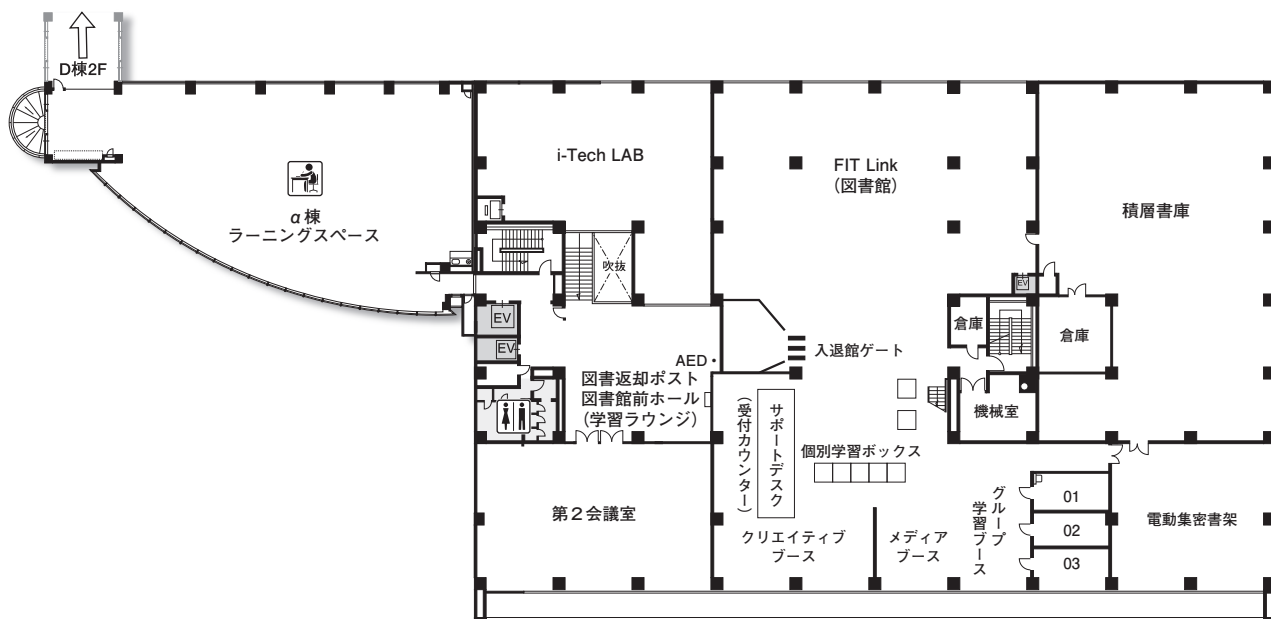 D棟2F
α棟
ラーニングスペース
i-Tech LAB
FIT Link
(図書館)
積層書庫
吹抜
EV
EV
EV
倉庫
倉庫
入退館ゲート
AED
図書返却ポスト
図書館前ホール
(学習ラウンジ)
サポートデスク
(受付カウンター)
機械室
個別学習ボックス
第2会議室
クリエイティブ
ブース
メディア
ブース
グループ
学習ブース
01
02
03
電動集密書架